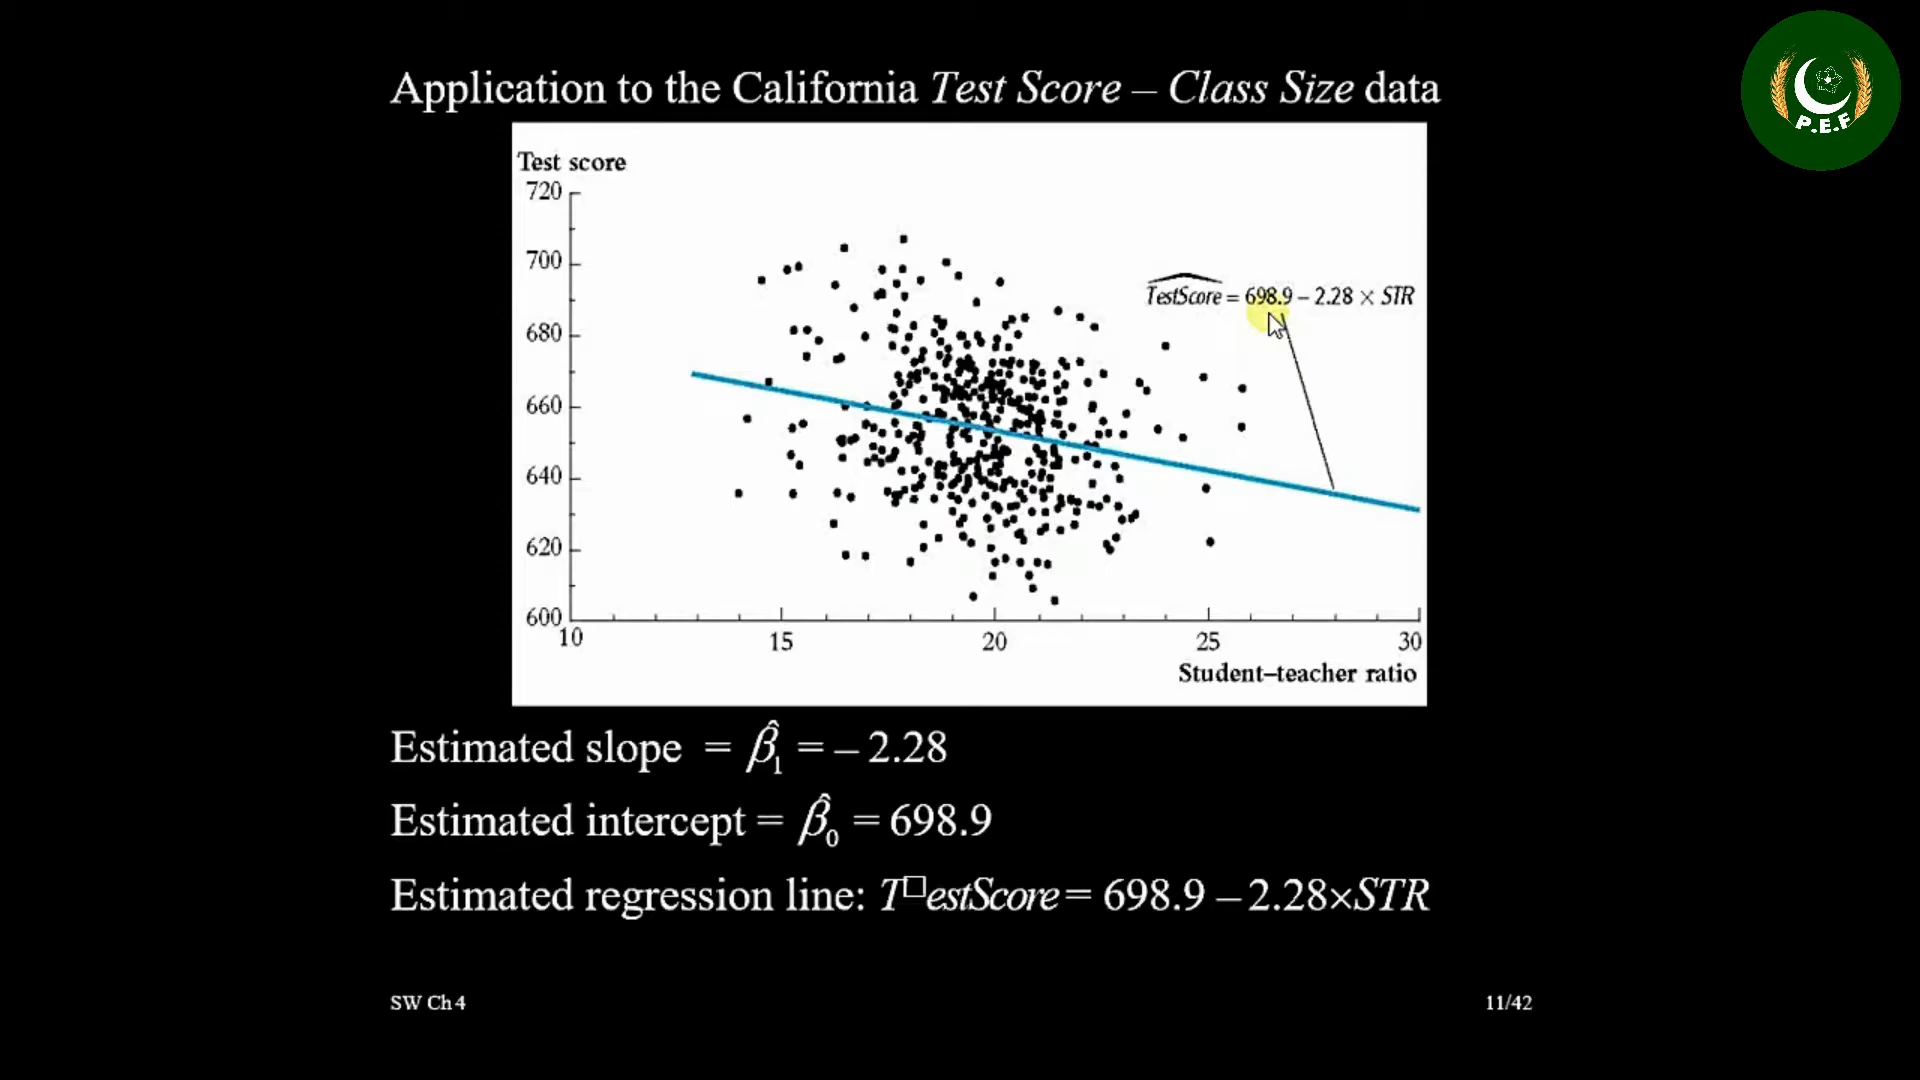 Application to the California Test Score – Class Size data
P.E.F
Test score
720
700
TestScore = 698.9 – 2.28 × STR
680
660
640
620
600
10 15 20 25 30
Student–teacher ratio
Estimated slope = β̂₁ = – 2.28
Estimated intercept = β̂₀ = 698.9
Estimated regression line: T□estScore = 698.9 – 2.28×STR
SW Ch 4
11/42